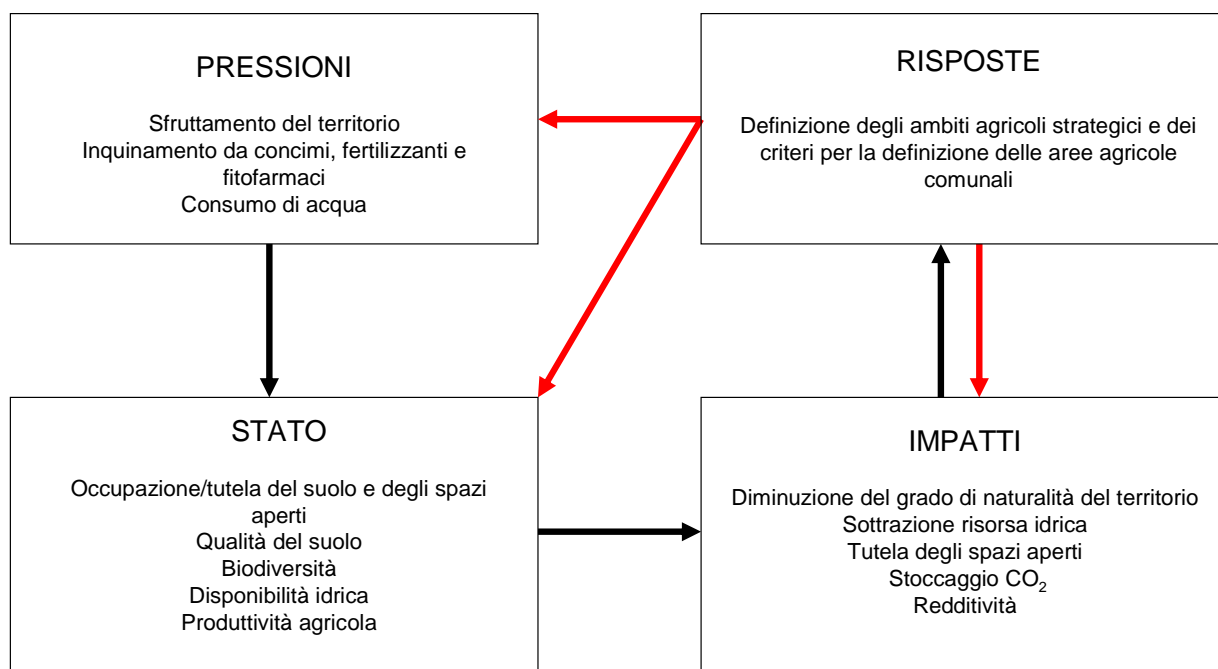 PRESSIONI
Sfruttamento del territorio
Inquinamento da concimi, fertilizzanti e
fitofarmaci
Consumo di acqua
RISPOSTE
Definizione degli ambiti agricoli strategici e dei
criteri per la definizione delle aree agricole
comunali
STATO
Occupazione/tutela del suolo e degli spazi
aperti
Qualità del suolo
Biodiversità
Disponibilità idrica
Produttività agricola
IMPATTI
Diminuzione del grado di naturalità del territorio
Sottrazione risorsa idrica
Tutela degli spazi aperti
Stoccaggio CO₂
Redditività